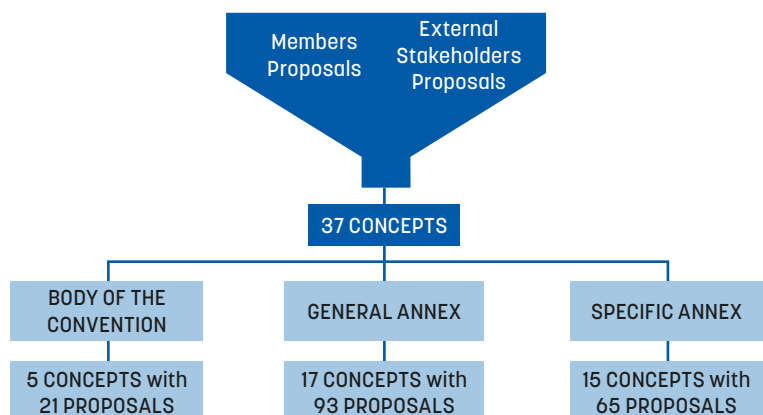 Members
Proposals
External
Stakeholders
Proposals
37 CONCEPTS
BODY OF THE
CONVENTION
GENERAL ANNEX
SPECIFIC ANNEX
5 CONCEPTS with
21 PROPOSALS
17 CONCEPTS with
93 PROPOSALS
15 CONCEPTS with
65 PROPOSALS